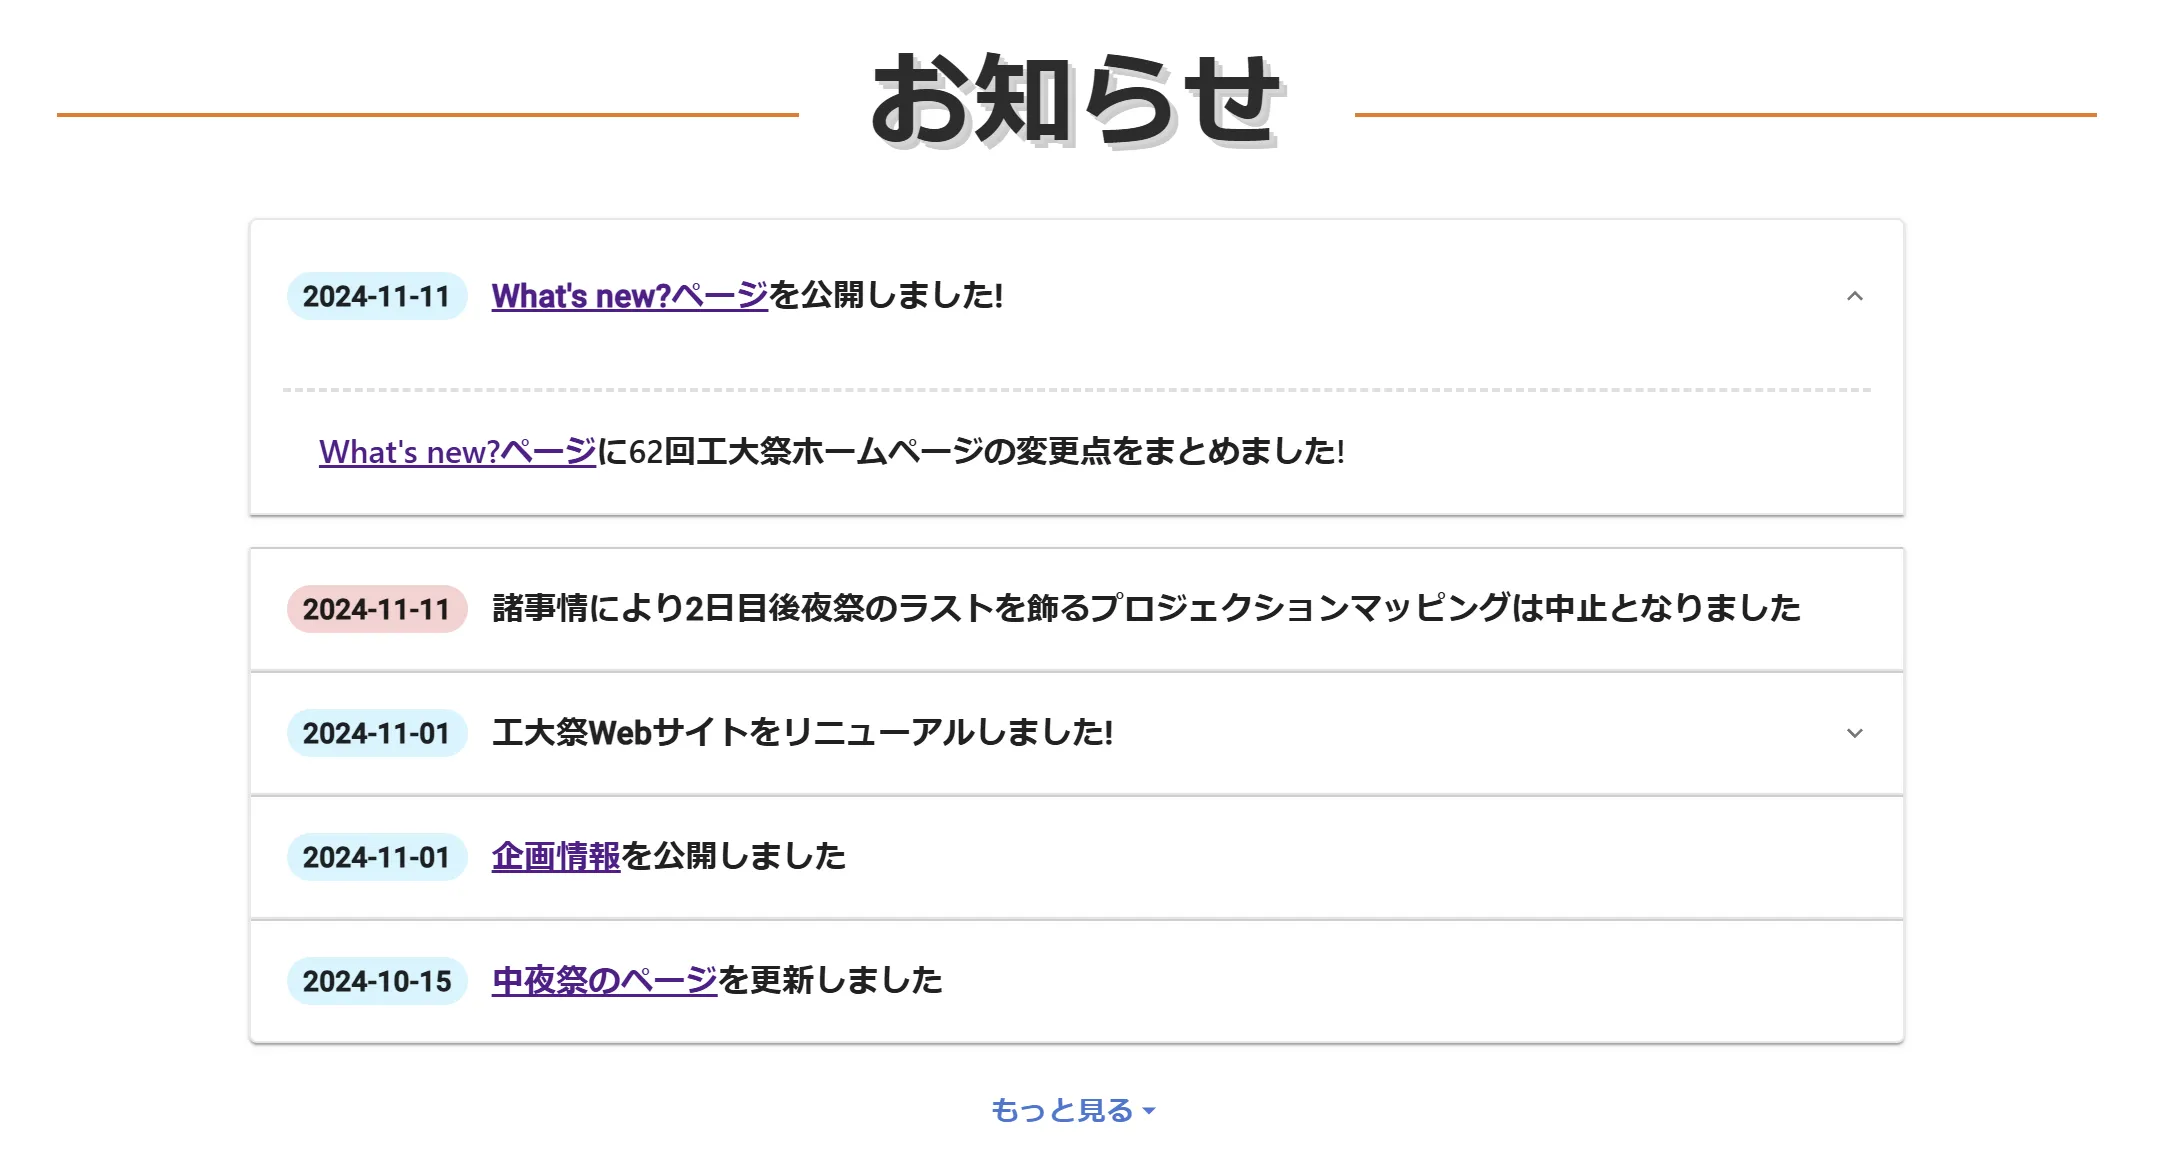 お知らせ
2024-11-11 What's new?ページを公開しました!
What's new?ページに62回工大祭ホームページの変更点をまとめました!
2024-11-11 諸事情により2日目後夜祭のラストを飾るプロジェクションマッピングは中止となりました
2024-11-01 工大祭Webサイトをリニューアルしました!
2024-11-01 企画情報を公開しました
2024-10-15 中夜祭のページを更新しました
もっと見る